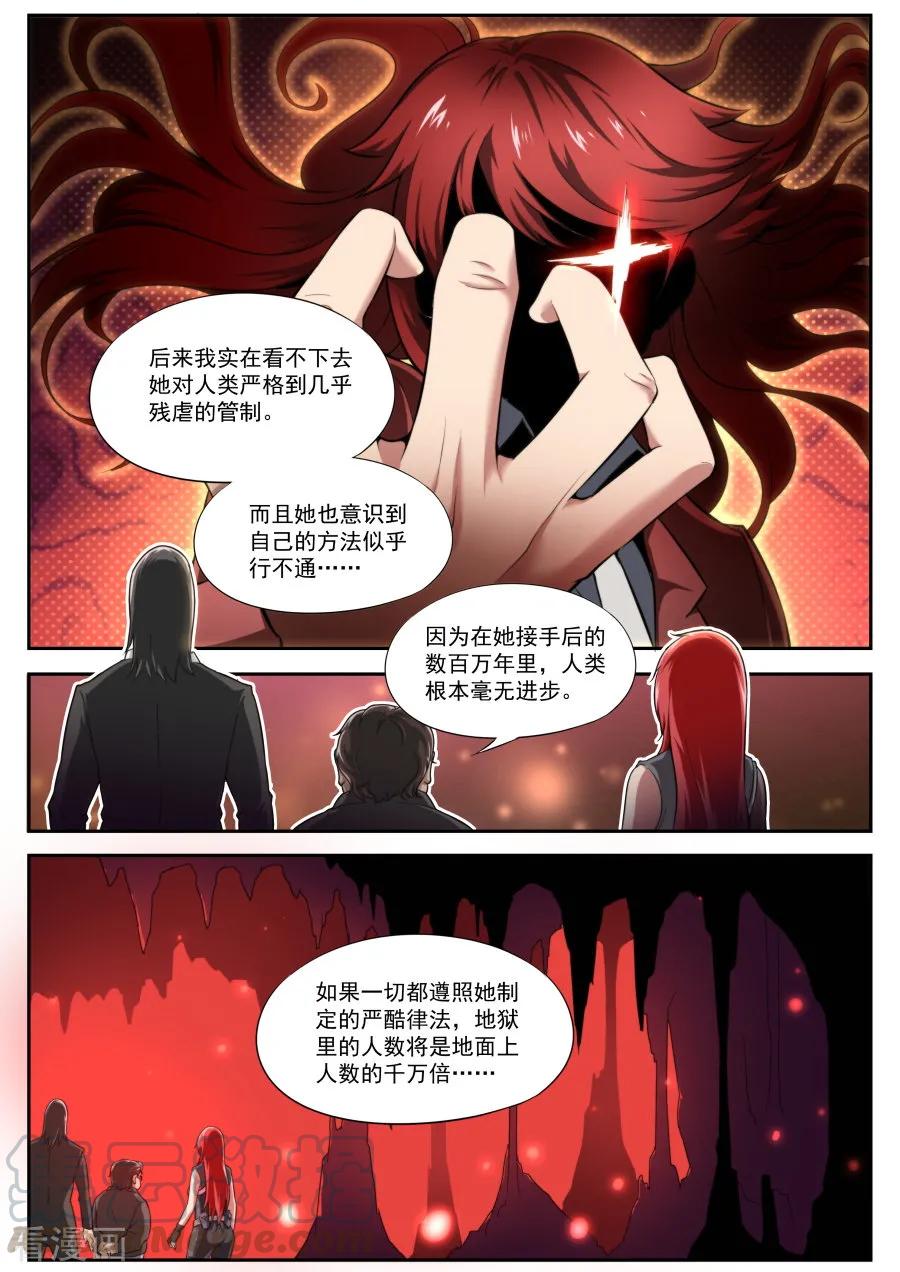 后来我实在看不下去
她对人类严格到几乎
残虐的管制。
而且她也意识到
自己的方法似乎
行不通……
因为在她接手后的
数百万年里，人类
根本毫无进步。
如果一切都遵照她制
定的严酷律法，地狱
里的人数将是地面上
人数的千万倍……
集云数据
看漫画